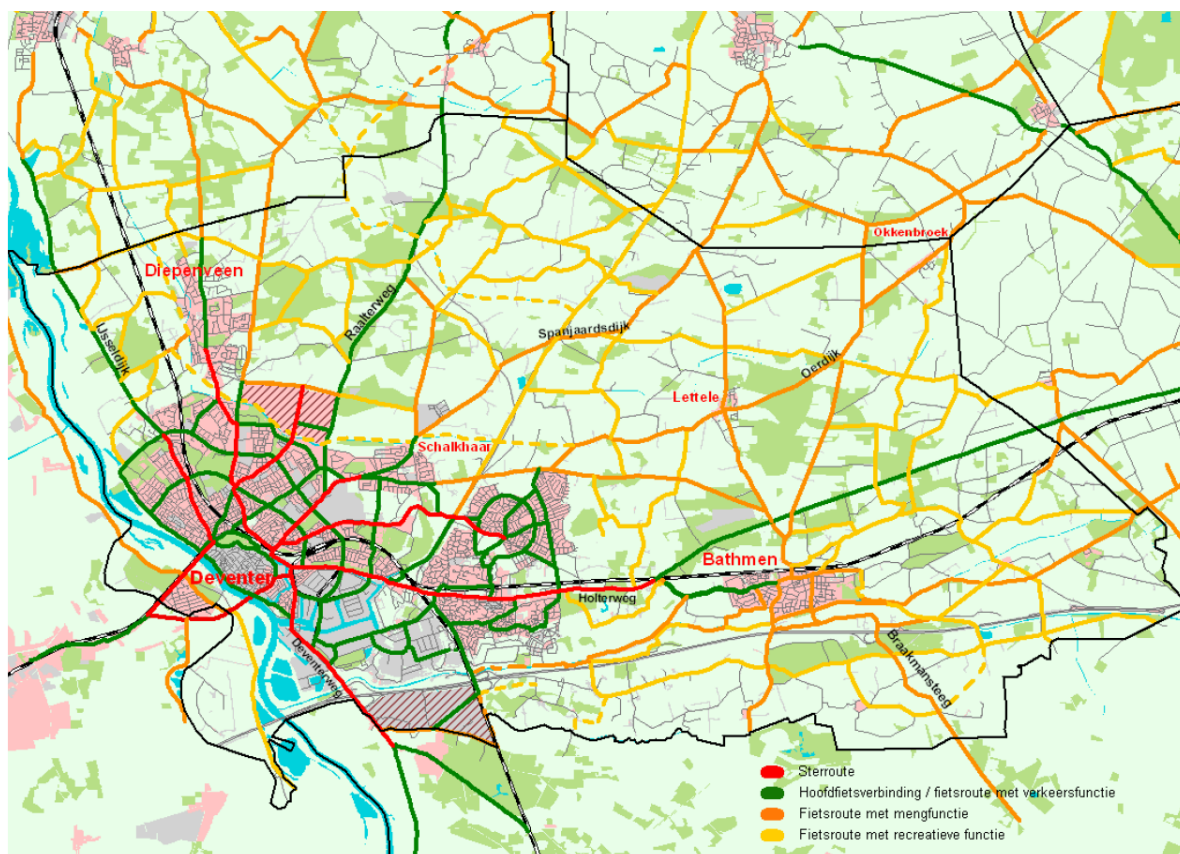 Okkenbroek
Diepenveen
IJsseldijk
Raalterweg
Spanjaardsdijk
Oerdijk
Lettele
Schalkhaar
Bathmen
Deventer
Holterweg
Deventerweg
Braakmansteeg
Sterroute
Hoofdfietsverbinding / fietsroute met verkeersfunctie
Fietsroute met mengfunctie
Fietsroute met recreatieve functie